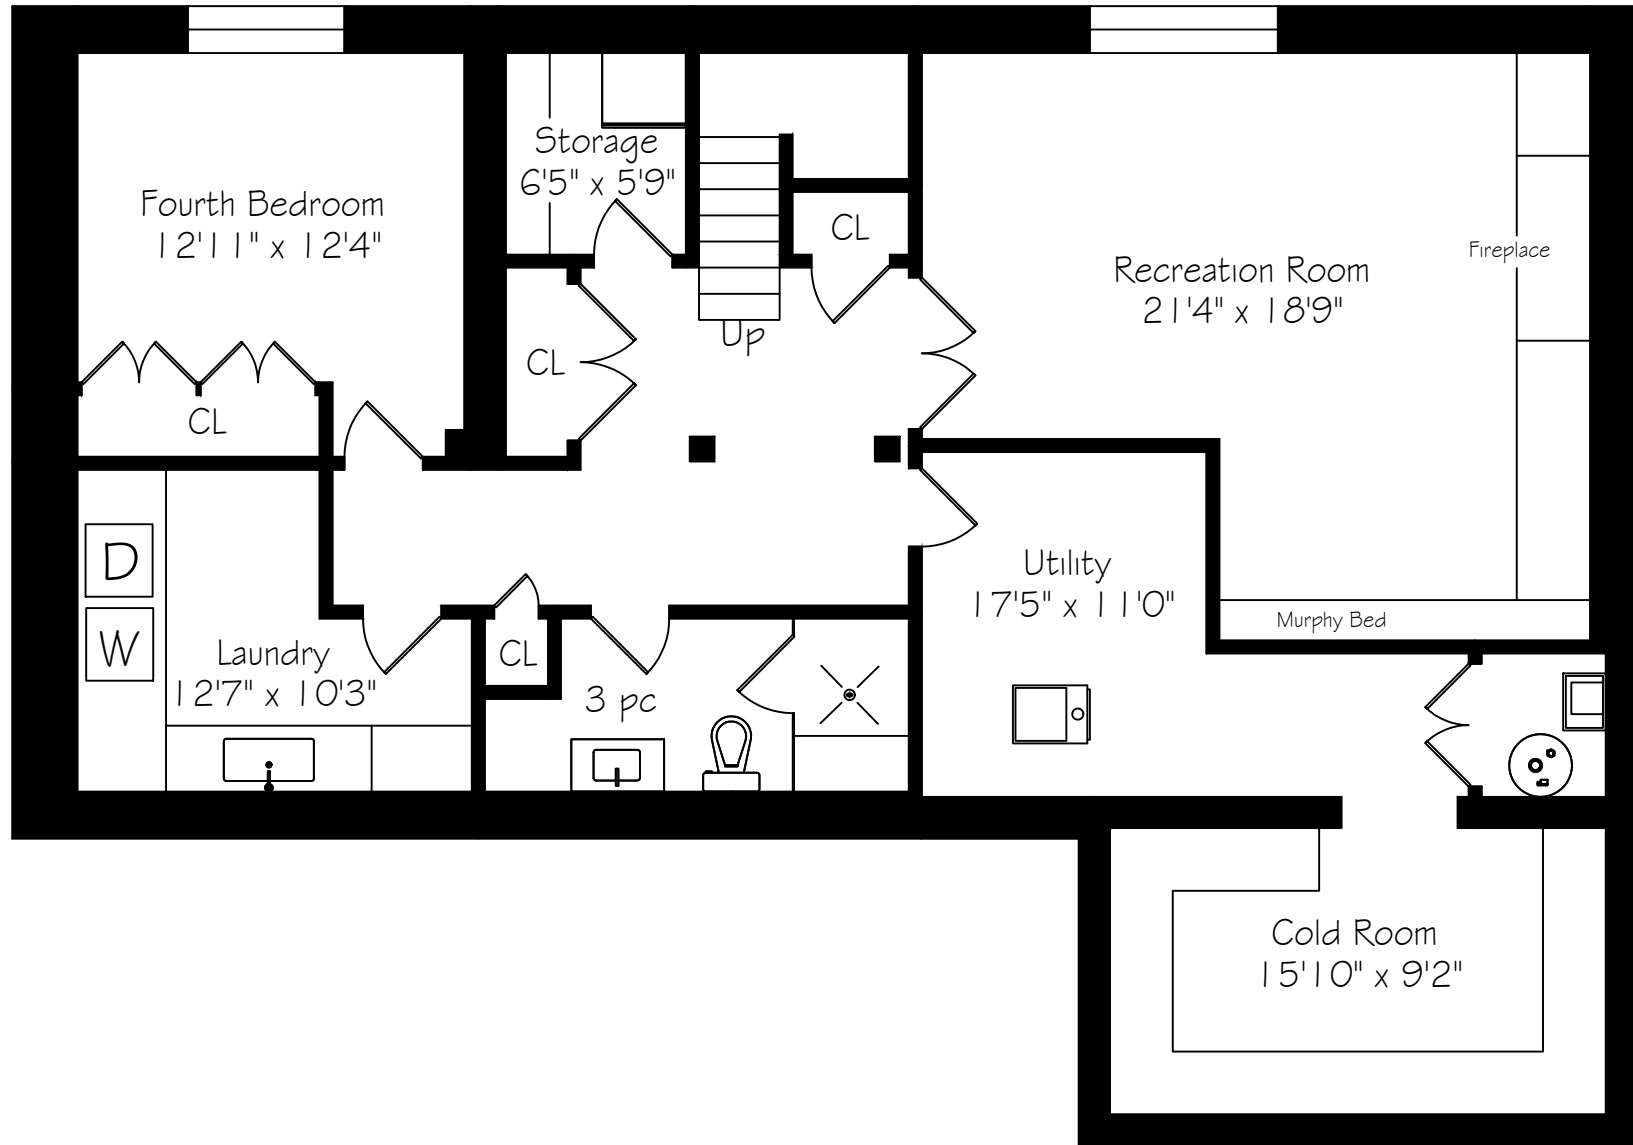 Fourth Bedroom
12'11" x 12'4"
CL
Storage
6'5" x 5'9"
CL
Up
CL
Recreation Room
21'4" x 18'9"
Fireplace
Murphy Bed
D
W
Laundry
12'7" x 10'3"
CL
3 pc
Utility
17'5" x 11'0"
Cold Room
15'10" x 9'2"